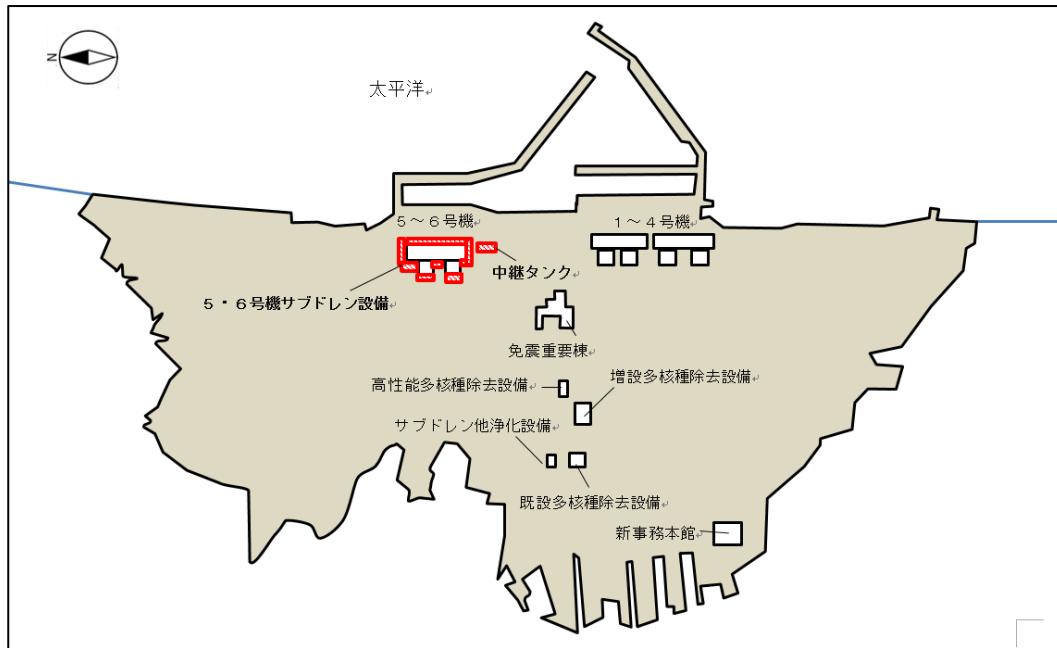 N
太平洋
5～6号機
1～4号機
中継タンク
5・6号機サブドレン設備
免震重要棟
高性能多核種除去設備
増設多核種除去設備
サブドレン他浄化設備
既設多核種除去設備
新事務本館